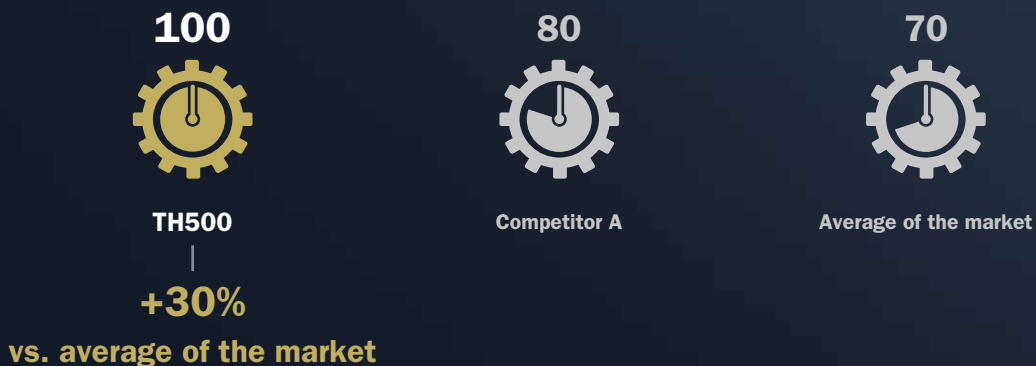 100
80
70
TH500
Competitor A
Average of the market
+30%
vs. average of the market